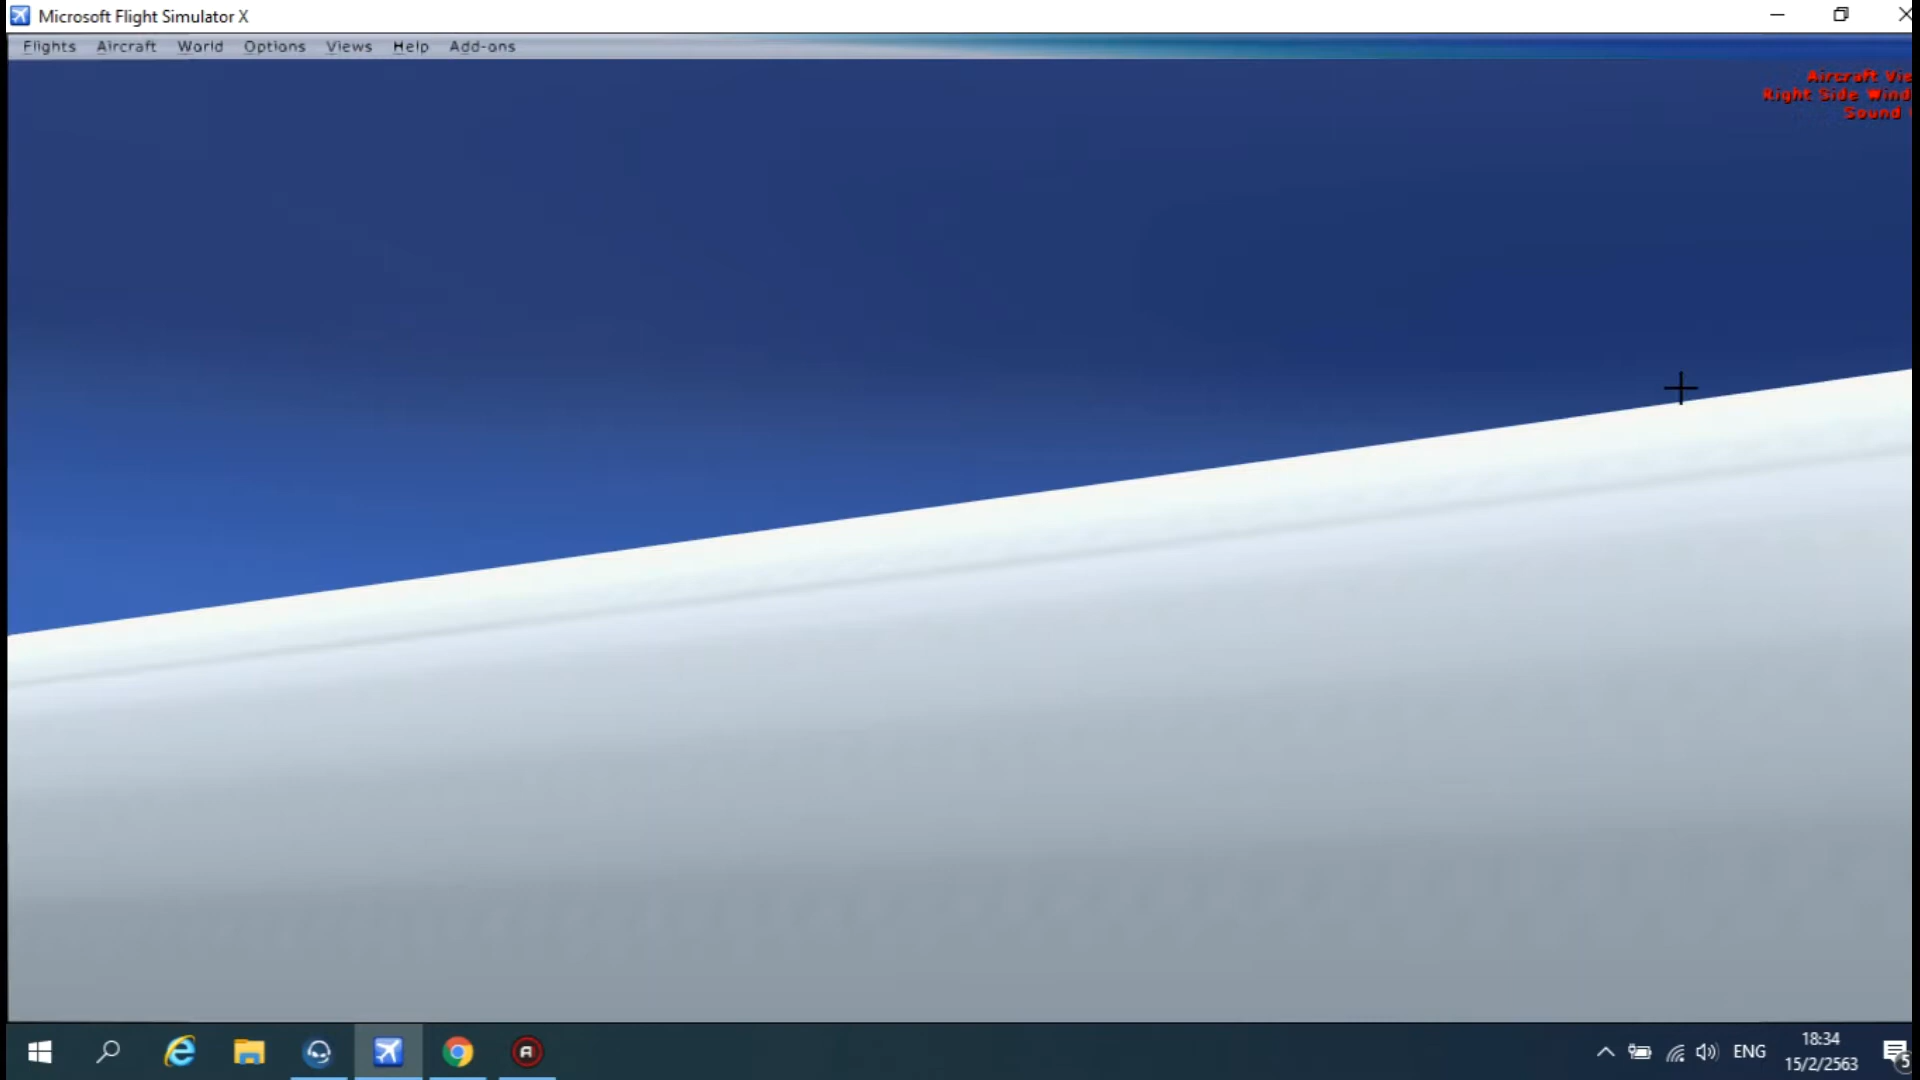 Microsoft Flight Simulator X
Flights Aircraft World Options Views Help Add-ons
Aircraft
Right Side
Sound
ENG
18:34
15/2/2563
5